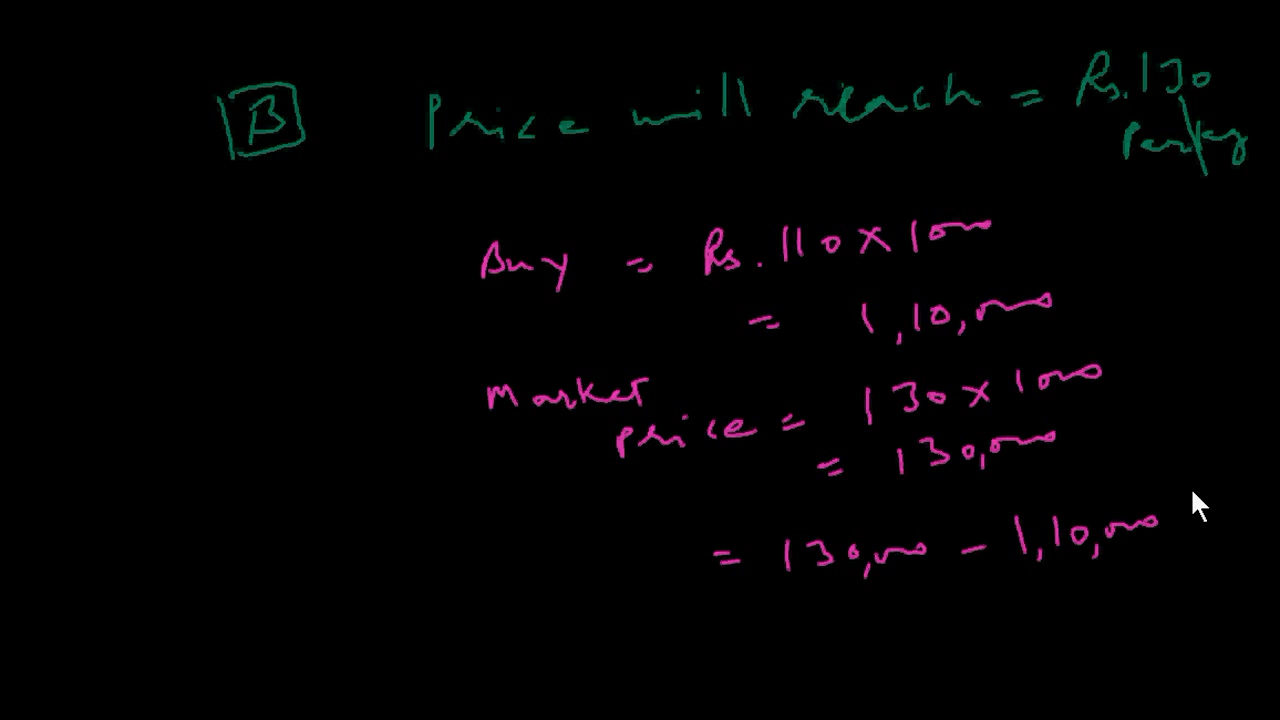 B Price will reach = Rs.130
Per kg
Buy = Rs.110 x 1000
= 1,10,000
Market
price = 130 x 1000
= 130,000
= 130,000 - 1,10,000